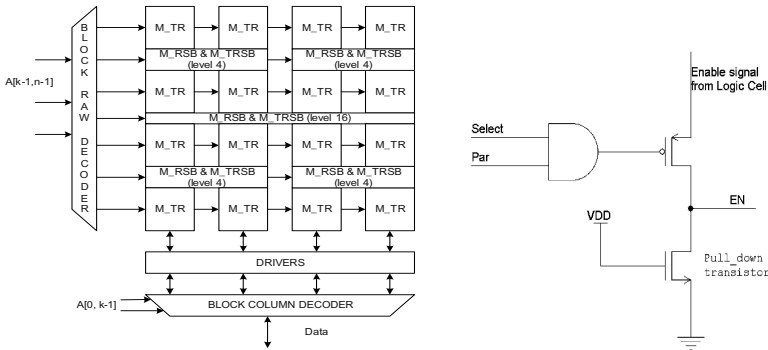 BLOCK RAW DECODER
A[k-1,n-1]
M_TR M_TR M_TR M_TR
M_RSB & M_TRSB (level 4)
M_RSB & M_TRSB (level 4)
M_TR M_TR M_TR M_TR
M_RSB & M_TRSB (level 16)
M_TR M_TR M_TR M_TR
M_RSB & M_TRSB (level 4)
M_RSB & M_TRSB (level 4)
M_TR M_TR M_TR M_TR
DRIVERS
A[0, k-1]
BLOCK COLUMN DECODER
Data
Enable signal
from Logic Cell
Select
Par
EN
VDD
Pull_down
transistor